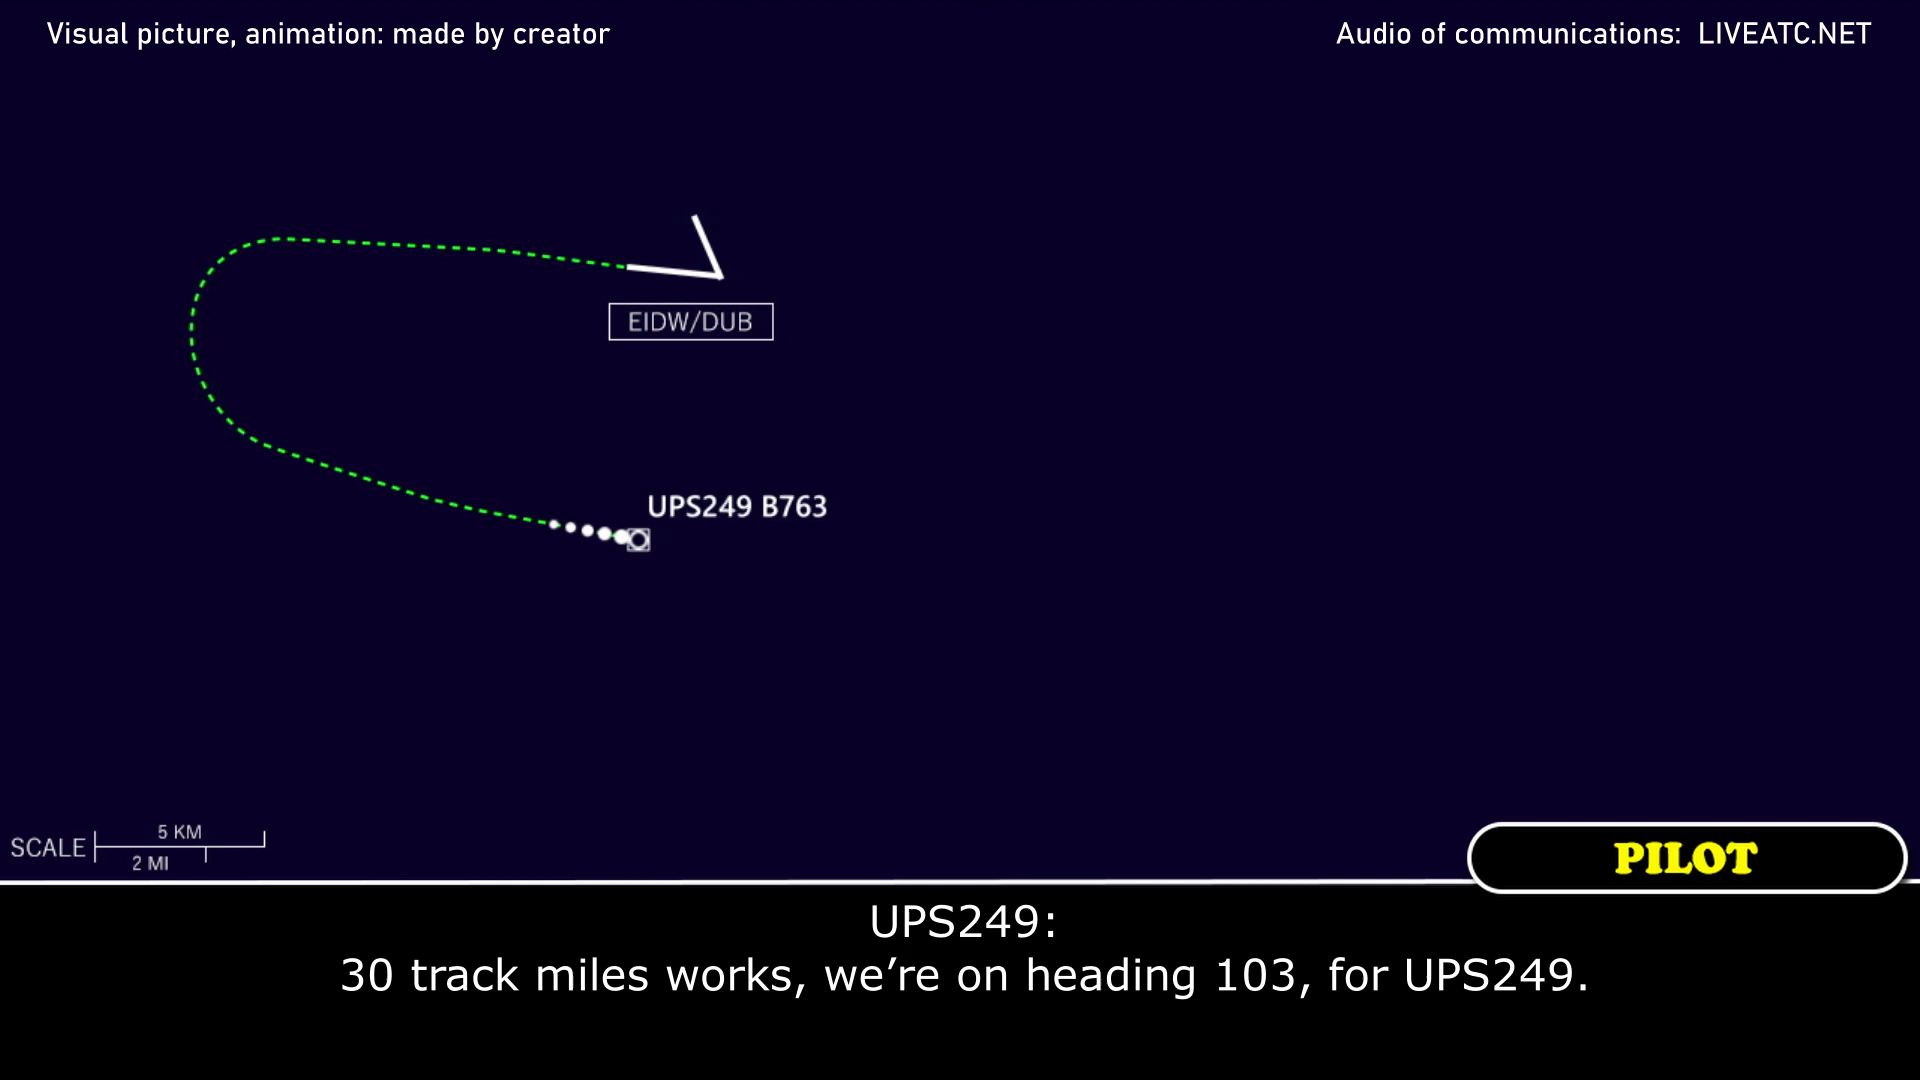 Visual picture, animation: made by creator
Audio of communications: LIVEATC.NET
EIDW/DUB
UPS249 B763
5 KM
SCALE
2 MI
PILOT
UPS249:
30 track miles works, we’re on heading 103, for UPS249.